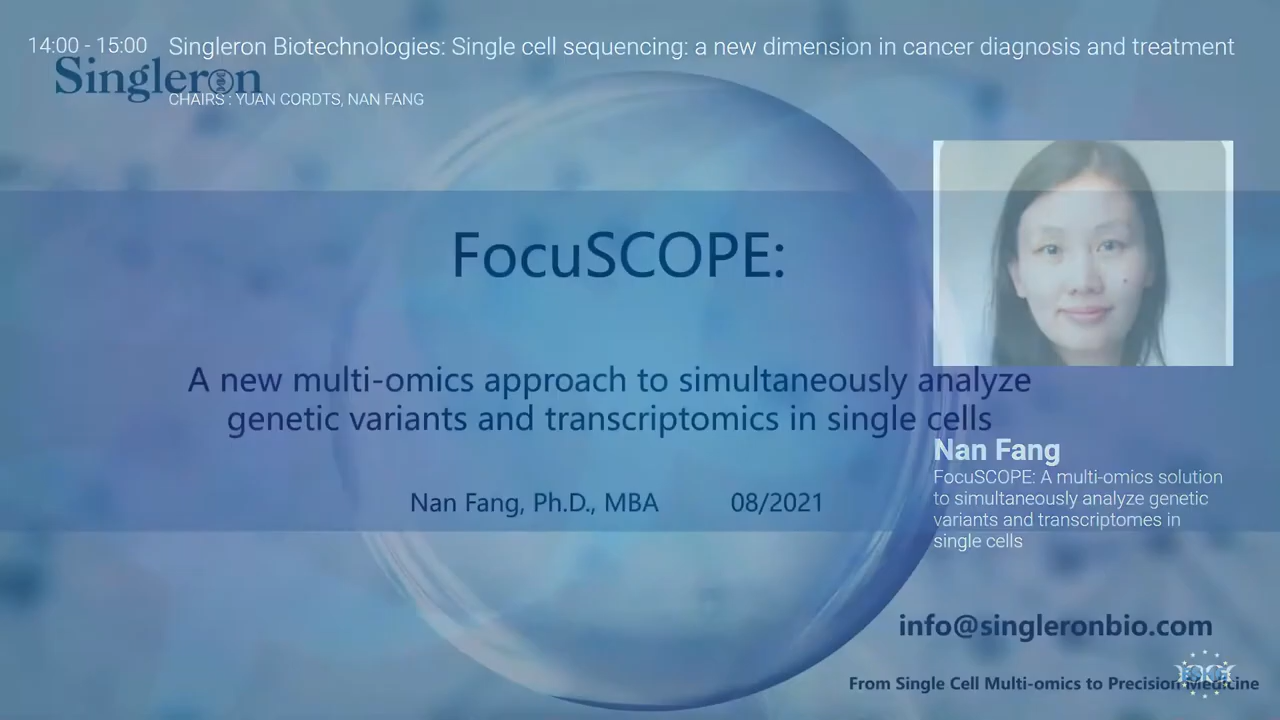 14:00 - 15:00 Singleron Biotechnologies: Single cell sequencing: a new dimension in cancer diagnosis and treatment
Singleron
CHAIRS : YUAN CORDTS, NAN FANG
FocuSCOPE:
A new multi-omics approach to simultaneously analyze
genetic variants and transcriptomics in single cells
Nan Fang, Ph.D., MBA 08/2021
Nan Fang
FocuSCOPE: A multi-omics solution
to simultaneously analyze genetic
variants and transcriptomes in
single cells
info@singleronbio.com
From Single Cell Multi-omics to Precision Medicine